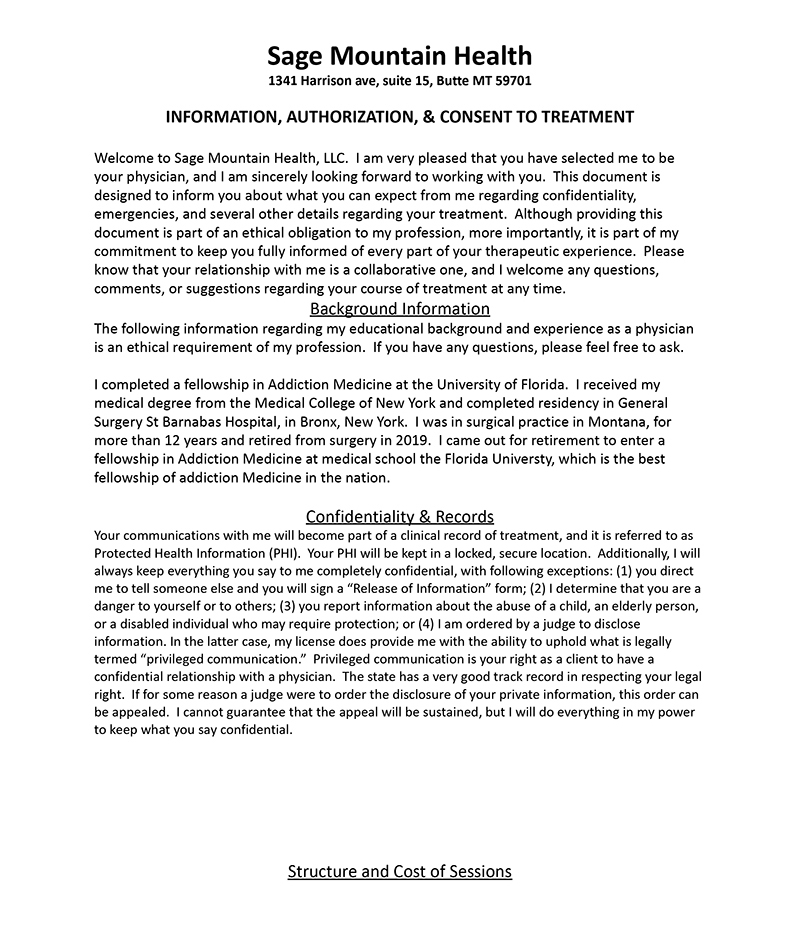 Sage Mountain Health
1341 Harrison ave, suite 15, Butte MT 59701
INFORMATION, AUTHORIZATION, & CONSENT TO TREATMENT
Welcome to Sage Mountain Health, LLC.  I am very pleased that you have selected me to be
your physician, and I am sincerely looking forward to working with you.  This document is
designed to inform you about what you can expect from me regarding confidentiality,
emergencies, and several other details regarding your treatment.  Although providing this
document is part of an ethical obligation to my profession, more importantly, it is part of my
commitment to keep you fully informed of every part of your therapeutic experience.  Please
know that your relationship with me is a collaborative one, and I welcome any questions,
comments, or suggestions regarding your course of treatment at any time.
Background Information
The following information regarding my educational background and experience as a physician
is an ethical requirement of my profession.  If you have any questions, please feel free to ask.
I completed a fellowship in Addiction Medicine at the University of Florida.  I received my
medical degree from the Medical College of New York and completed residency in General
Surgery St Barnabas Hospital, in Bronx, New York.  I was in surgical practice in Montana, for
more than 12 years and retired from surgery in 2019.  I came out for retirement to enter a
fellowship in Addiction Medicine at medical school the Florida Universty, which is the best
fellowship of addiction Medicine in the nation.
Confidentiality & Records
Your communications with me will become part of a clinical record of treatment, and it is referred to as
Protected Health Information (PHI).  Your PHI will be kept in a locked, secure location.  Additionally, I will
always keep everything you say to me completely confidential, with following exceptions: (1) you direct
me to tell someone else and you will sign a “Release of Information” form; (2) I determine that you are a
danger to yourself or to others; (3) you report information about the abuse of a child, an elderly person,
or a disabled individual who may require protection; or (4) I am ordered by a judge to disclose
information. In the latter case, my license does provide me with the ability to uphold what is legally
termed “privileged communication.”  Privileged communication is your right as a client to have a
confidential relationship with a physician.  The state has a very good track record in respecting your legal
right.  If for some reason a judge were to order the disclosure of your private information, this order can
be appealed.  I cannot guarantee that the appeal will be sustained, but I will do everything in my power
to keep what you say confidential.
Structure and Cost of Sessions